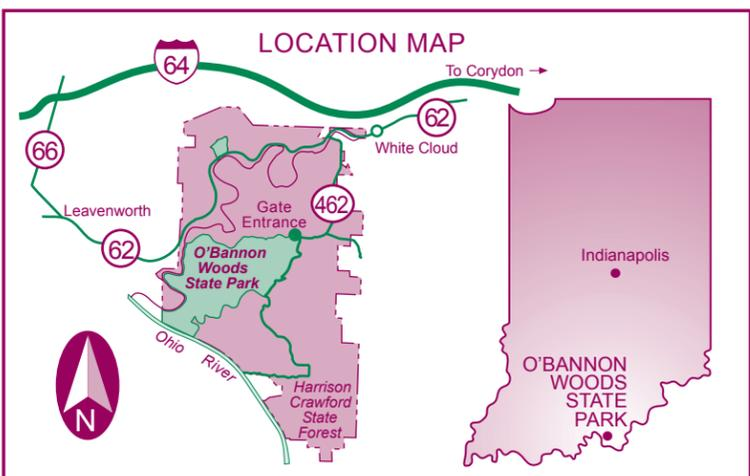 LOCATION MAP
64
To Corydon
62
66
White Cloud
Leavenworth
462
Gate
Entrance
62
O'Bannon
Woods
State Park
Indianapolis
Ohio River
N
Harrison
Crawford
State
Forest
O'BANNON
WOODS
STATE
PARK